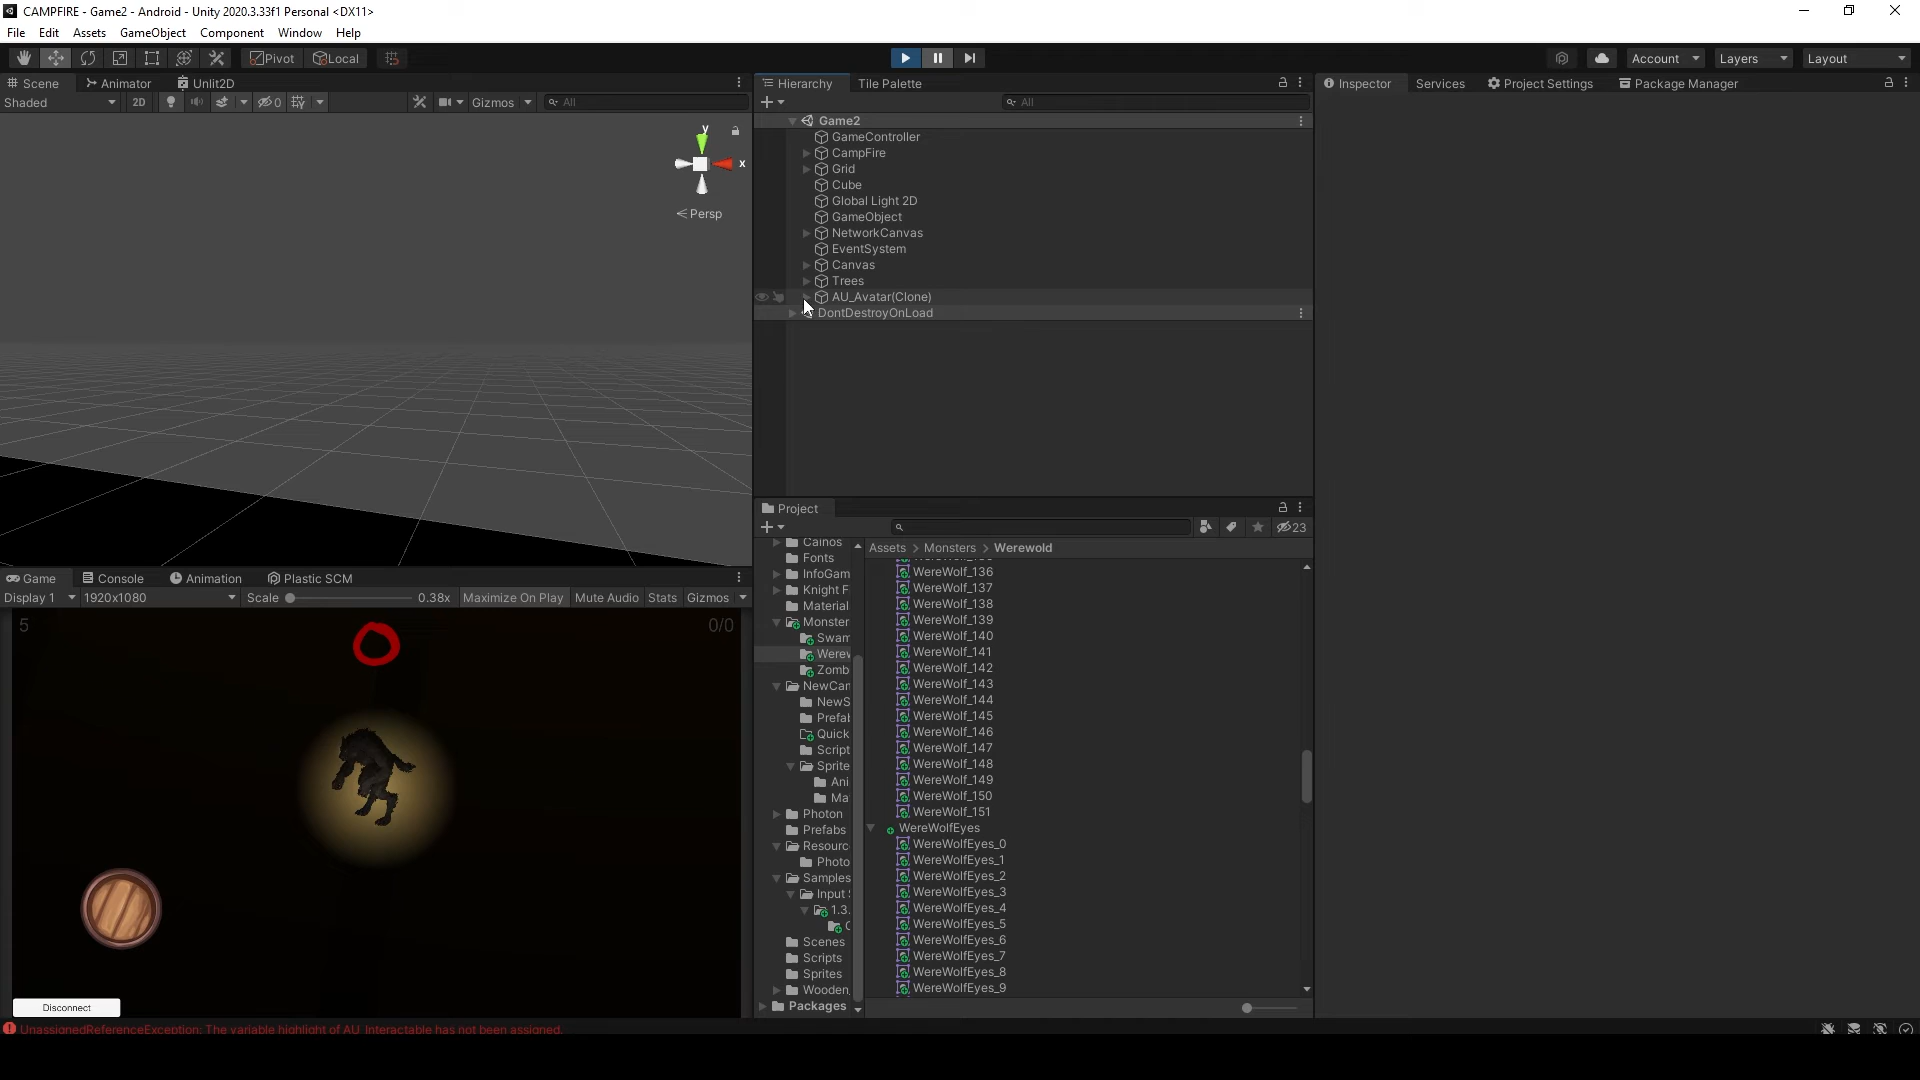 CAMPFIRE - Game2 - Android - Unity 2020.3.33f1 Personal <DX11>
File Edit Assets GameObject Component Window Help
Pivot Local Account Layers Layout
Scene Animator Unlit2D
Shaded 2D 0 Gizmos All
y
x
Persp
Hierarchy Tile Palette
All
Game2
GameController
CampFire
Grid
Cube
Global Light 2D
GameObject
NetworkCanvas
EventSystem
Canvas
Trees
AU_Avatar(Clone)
DontDestroyOnLoad
Inspector Services Project Settings Package Manager
Game Console Animation Plastic SCM
Display 1 1920x1080 Scale 0.38x Maximize On Play Mute Audio Stats Gizmos
5 0/0
Disconnect
Project
23
Cainos
Fonts
InfoGam
Knight F
Material
Monster
Swam
Werew
Zomb
NewCan
NewS
Prefat
Quick
Script
Sprite
Ani
Ma
Photon
Prefabs
Resourc
Photo
Samples
Input
1.3.
Scenes
Scripts
Sprites
Wooden
Packages
Assets > Monsters > Werewold
WereWolf_136
WereWolf_137
WereWolf_138
WereWolf_139
WereWolf_140
WereWolf_141
WereWolf_142
WereWolf_143
WereWolf_144
WereWolf_145
WereWolf_146
WereWolf_147
WereWolf_148
WereWolf_149
WereWolf_150
WereWolf_151
WereWolfEyes
WereWolfEyes_0
WereWolfEyes_1
WereWolfEyes_2
WereWolfEyes_3
WereWolfEyes_4
WereWolfEyes_5
WereWolfEyes_6
WereWolfEyes_7
WereWolfEyes_8
WereWolfEyes_9
UnassignedReferenceException: The variable highlight of AU_Interactable has not been assigned.